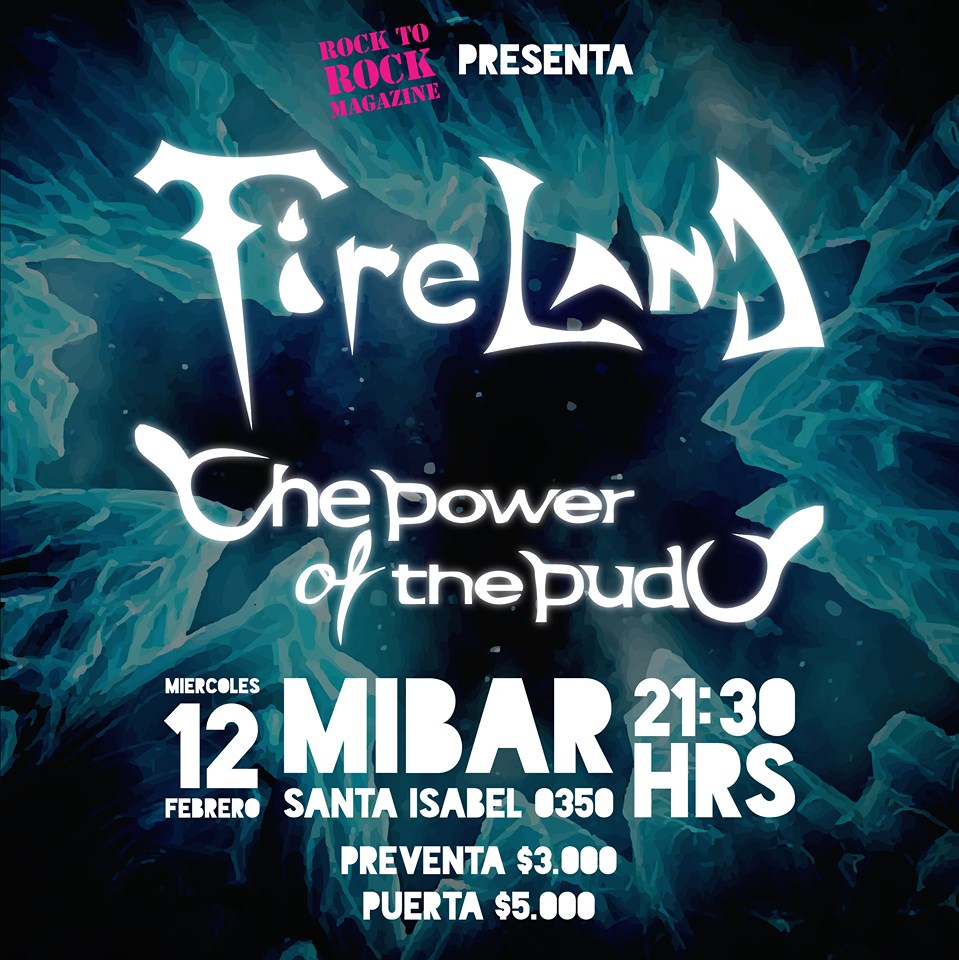 ROCK TO
ROCK
MAGAZINE
PRESENTA
FireLanD
the power
of the pudU
MIERCOLES
12
FEBRERO
MIBAR
SANTA ISABEL 0350
21:30
HRS
PREVENTA $3.000
PUERTA $5.000